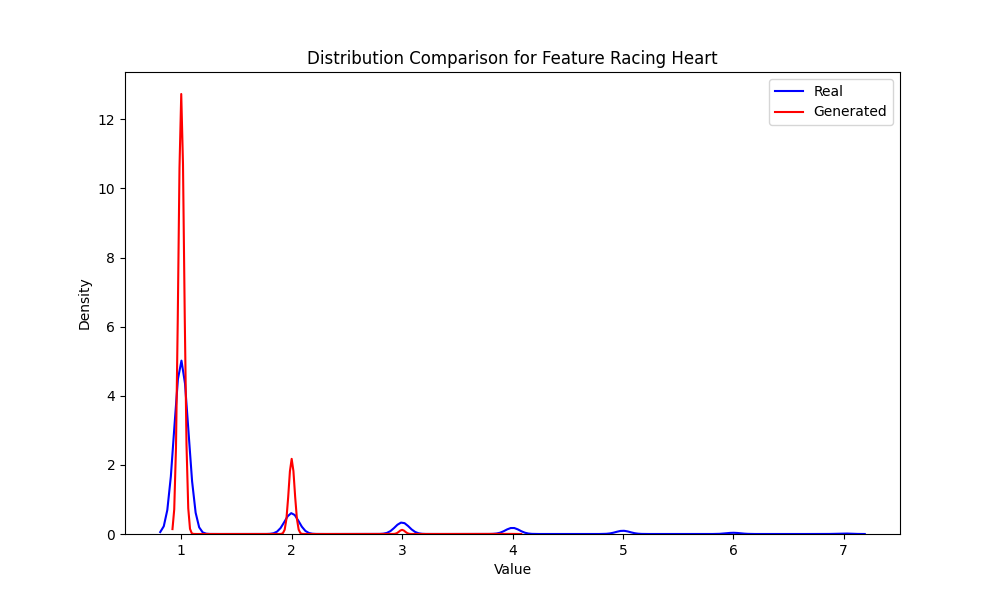 Distribution Comparison for Feature Racing Heart
Real
Generated
Density
12
10
8
6
4
2
0
1 2 3 4 5 6 7
Value